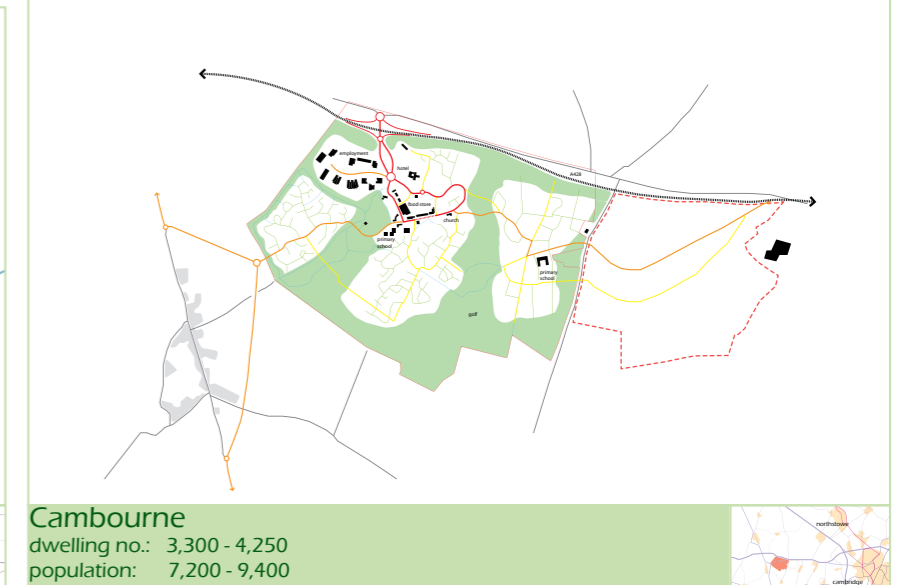 A428
employment
hotel
food store
church
primary
school
primary
school
golf
Cambourne
dwelling no.: 3,300 - 4,250
population: 7,200 - 9,400
northstowe
cambridge